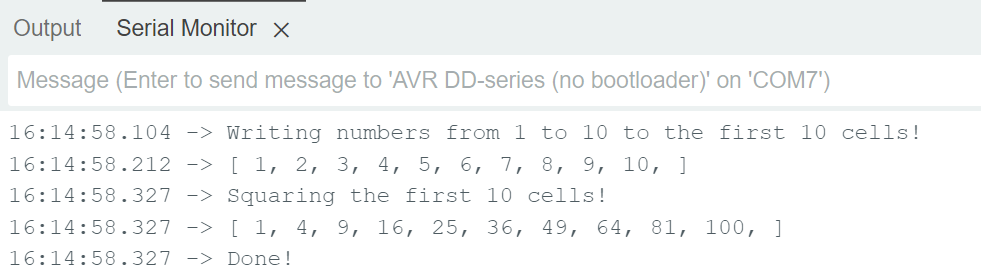 Output Serial Monitor ×
Message (Enter to send message to 'AVR DD-series (no bootloader)' on 'COM7')
16:14:58.104 -> Writing numbers from 1 to 10 to the first 10 cells!
16:14:58.212 -> [ 1, 2, 3, 4, 5, 6, 7, 8, 9, 10, ]
16:14:58.327 -> Squaring the first 10 cells!
16:14:58.327 -> [ 1, 4, 9, 16, 25, 36, 49, 64, 81, 100, ]
16:14:58.327 -> Done!